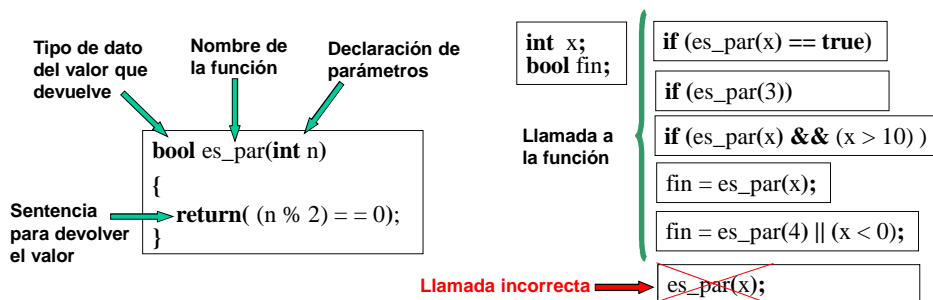 Tipo de dato
del valor que
devuelve
Nombre de
la función
Declaración de
parámetros
bool es_par(int n)
{
return( (n % 2) = = 0);
}
Sentencia
para devolver
el valor
int x;
bool fin;
Llamada a
la función
if (es_par(x) == true)
if (es_par(3))
if (es_par(x) && (x > 10) )
fin = es_par(x);
fin = es_par(4) || (x < 0);
Llamada incorrecta
es_par(x);